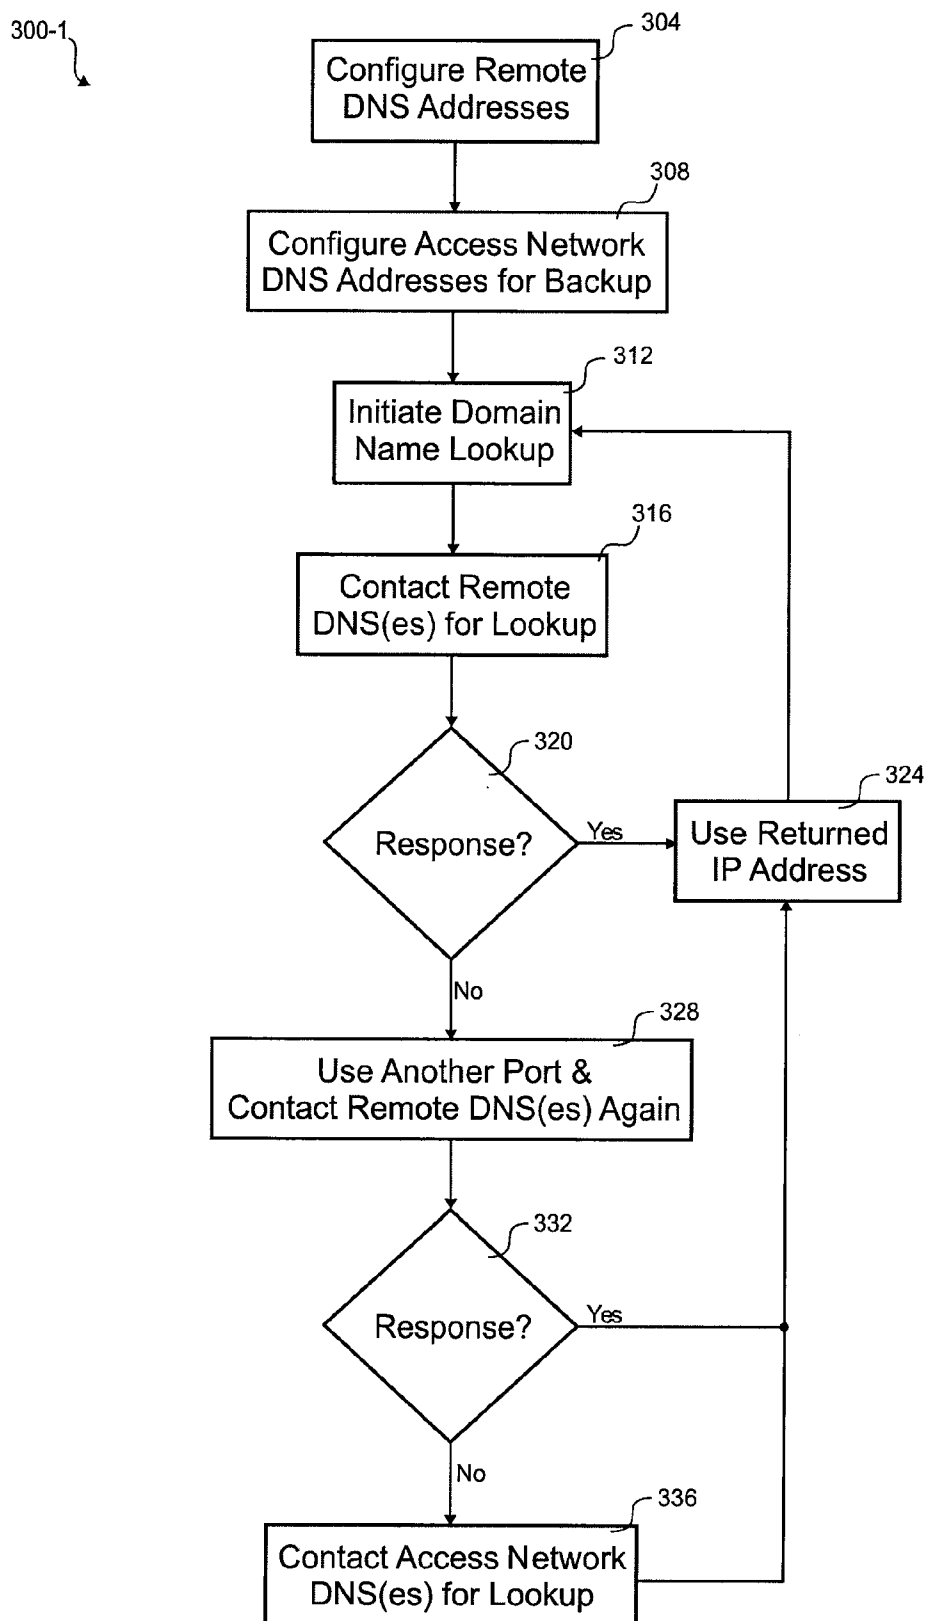 300-1
304
Configure Remote
DNS Addresses
308
Configure Access Network
DNS Addresses for Backup
312
Initiate Domain
Name Lookup
316
Contact Remote
DNS(es) for Lookup
320
Response?
Yes
324
Use Returned
IP Address
No
328
Use Another Port &
Contact Remote DNS(es) Again
332
Response?
Yes
No
336
Contact Access Network
DNS(es) for Lookup